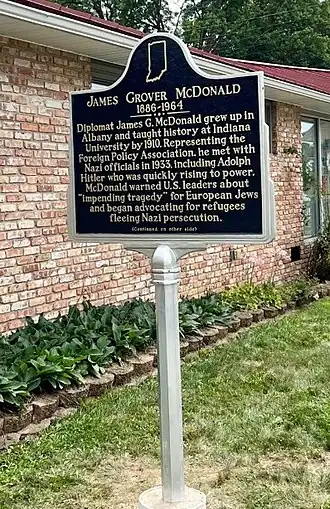 JAMES GROVER MCDONALD
1886-1964
Diplomat James G. McDonald grew up in
Albany and taught history at Indiana
University by 1910. Representing the
Foreign Policy Association, he met with
Nazi officials in 1933, including Adolph
Hitler who was quickly rising to power.
McDonald warned U.S. leaders about
"impending tragedy" for European Jews
and began advocating for refugees
fleeing Nazi persecution.
(Continued on other side)